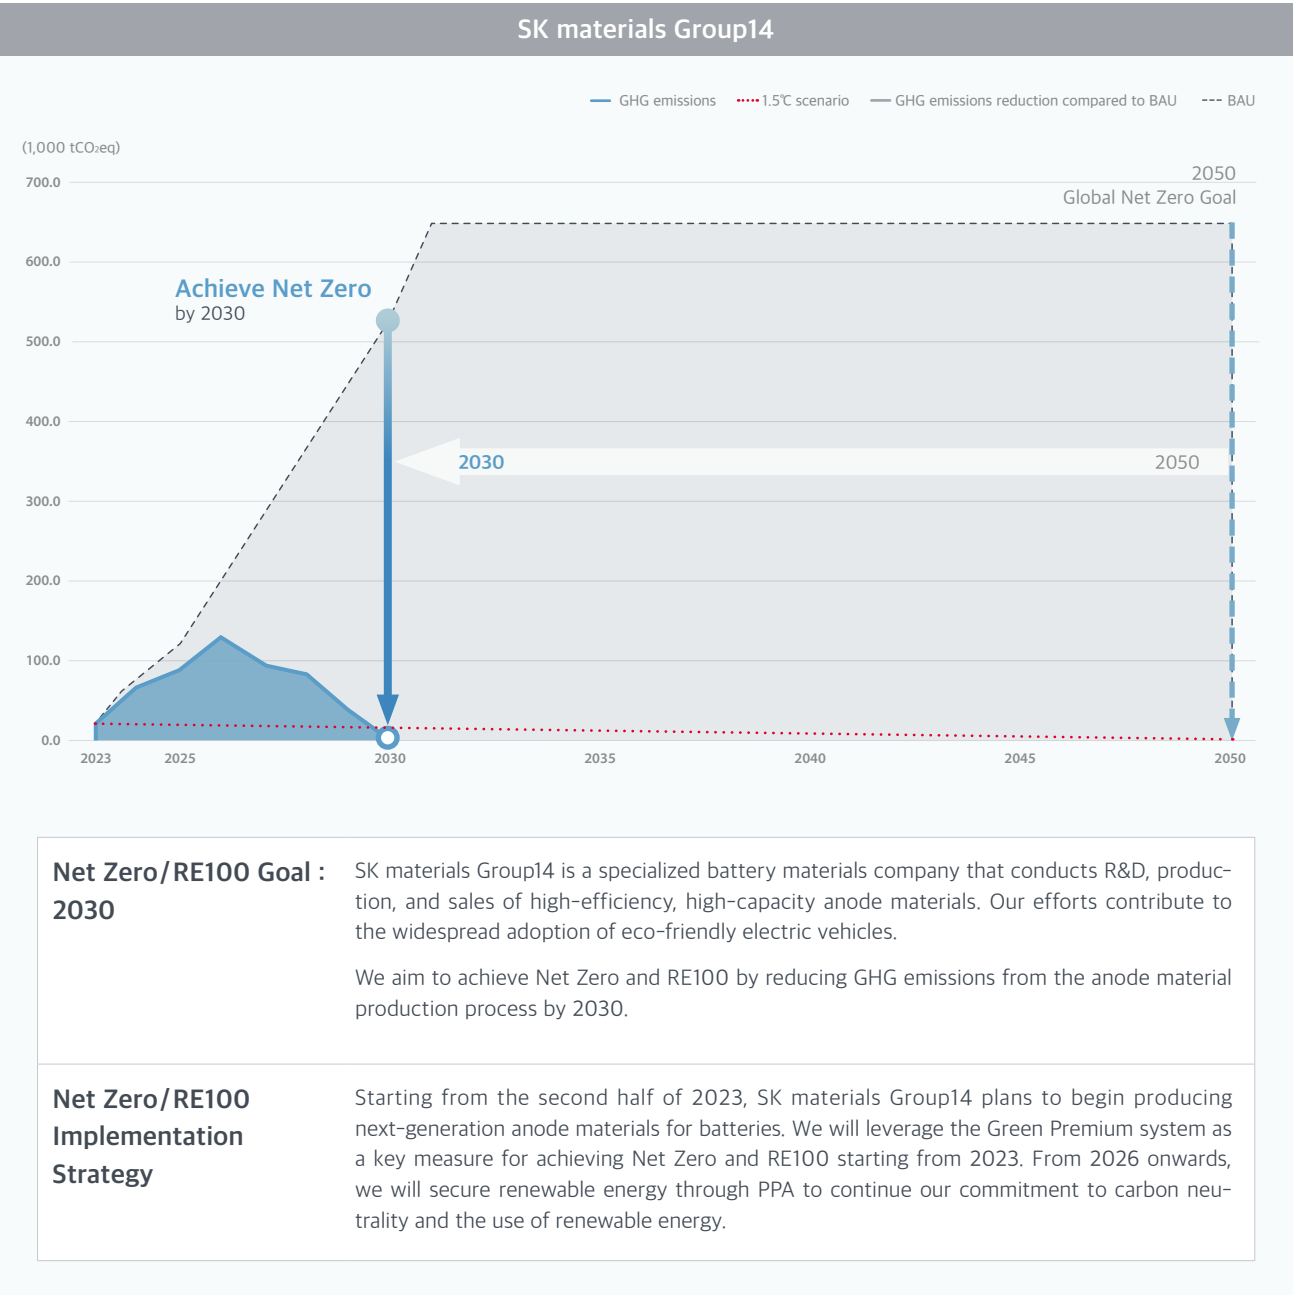 SK materials Group14
GHG emissions
1.5℃ scenario
GHG emissions reduction compared to BAU
BAU
(1,000 tCO₂eq)
700.0
600.0
500.0
400.0
300.0
200.0
100.0
0.0
2050
Global Net Zero Goal
Achieve Net Zero
by 2030
2030
2050
2023
2025
2030
2035
2040
2045
2050
Net Zero/RE100 Goal :
2030
SK materials Group14 is a specialized battery materials company that conducts R&D, produc-
tion, and sales of high-efficiency, high-capacity anode materials. Our efforts contribute to
the widespread adoption of eco-friendly electric vehicles.
We aim to achieve Net Zero and RE100 by reducing GHG emissions from the anode material
production process by 2030.
Net Zero/RE100
Implementation
Strategy
Starting from the second half of 2023, SK materials Group14 plans to begin producing
next-generation anode materials for batteries. We will leverage the Green Premium system as
a key measure for achieving Net Zero and RE100 starting from 2023. From 2026 onwards,
we will secure renewable energy through PPA to continue our commitment to carbon neu-
trality and the use of renewable energy.